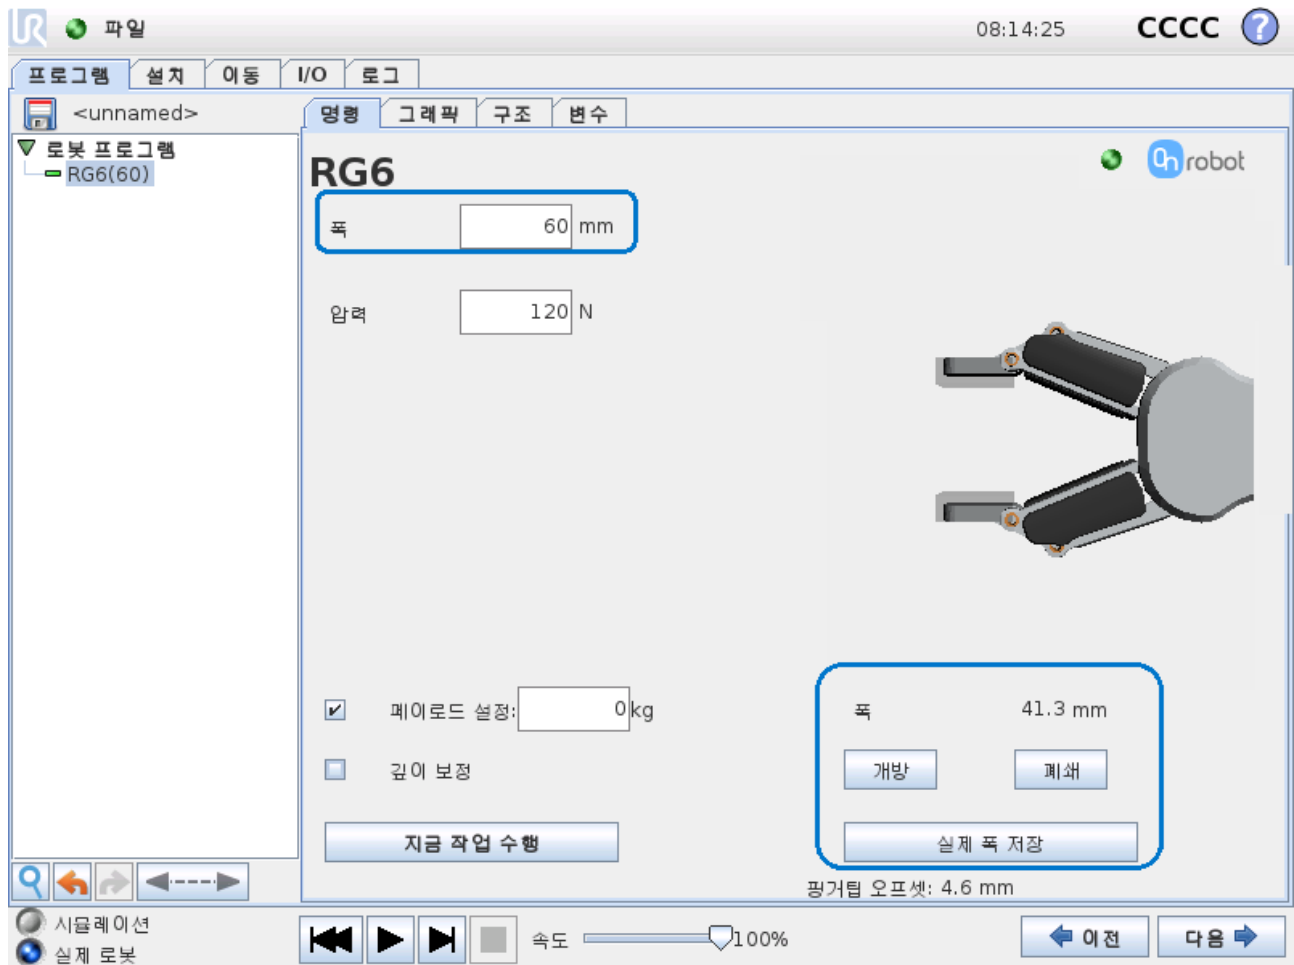 UR 파일 08:14:25 CCCC ?
프로그램 설치 이동 I/O 로그
<unnamed> 명령 그래픽 구조 변수
로봇 프로그램
RG6(60)
RG6
On robot
폭 60 mm
압력 120 N
페이로드 설정: 0 kg
깊이 보정
지금 작업 수행
폭 41.3 mm
개방 폐쇄
실제 폭 저장
핑거팁 오프셋: 4.6 mm
시뮬레이션
실제 로봇
속도 100%
이전 다음